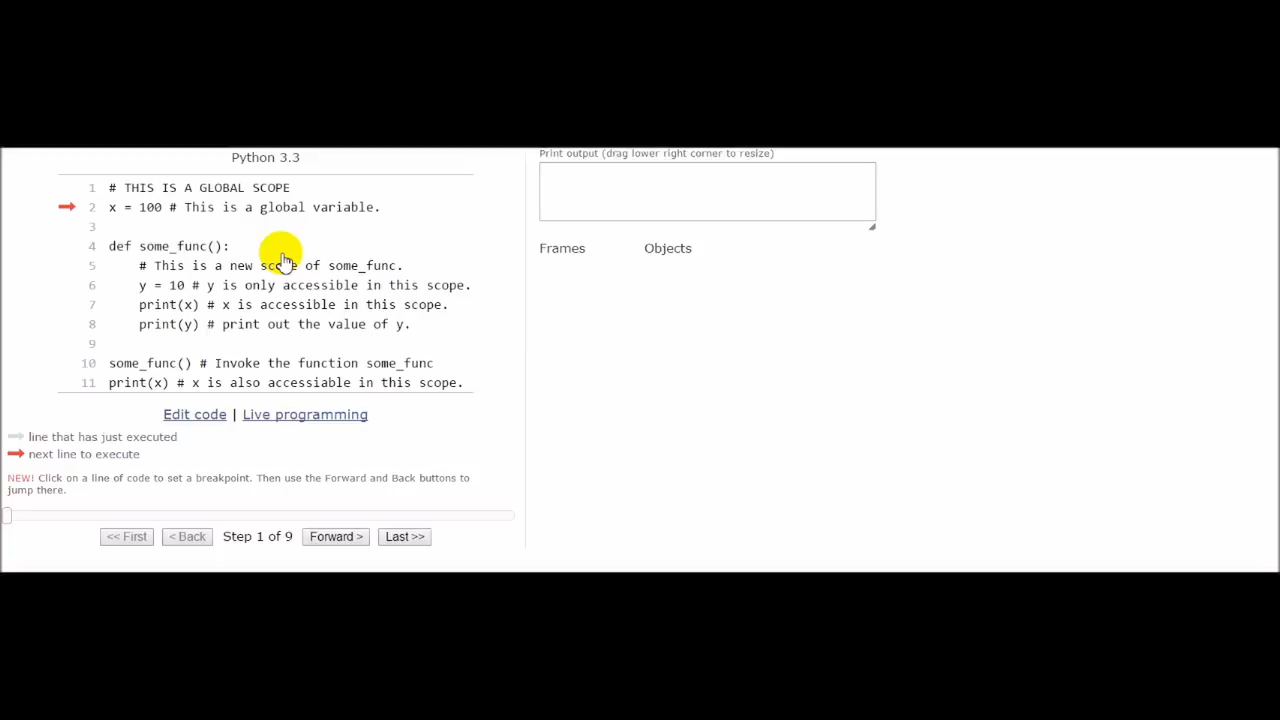 Python 3.3
1 # THIS IS A GLOBAL SCOPE
2 x = 100 # This is a global variable.
3
4 def some_func():
5 # This is a new scope of some_func.
6 y = 10 # y is only accessible in this scope.
7 print(x) # x is accessible in this scope.
8 print(y) # print out the value of y.
9
10 some_func() # Invoke the function some_func
11 print(x) # x is also accessiable in this scope.
Edit code | Live programming
line that has just executed
next line to execute
NEW! Click on a line of code to set a breakpoint. Then use the Forward and Back buttons to
jump there.
<< First < Back Step 1 of 9 Forward > Last >>
Print output (drag lower right corner to resize)
Frames Objects